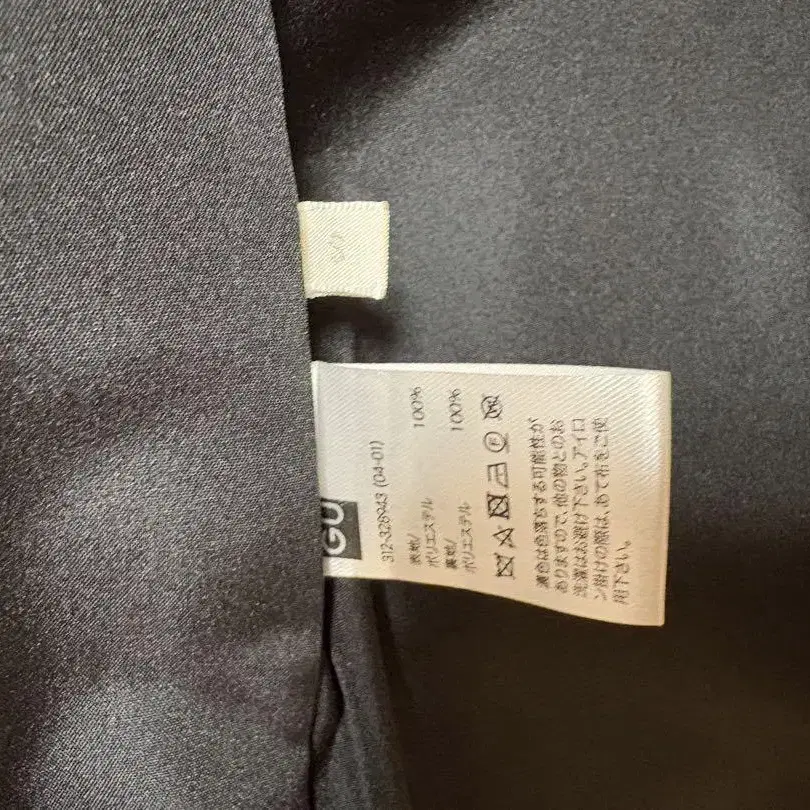 GU
312-328943 (04-01)
表地/
ポリエステル 100%
裏地/
ポリエステル 100%
濃色は色落ちする可能性が
ありますので、他の物とのお
洗濯はお避け下さい。アイロ
ン掛けの際は、あて布をご使
用下さい。